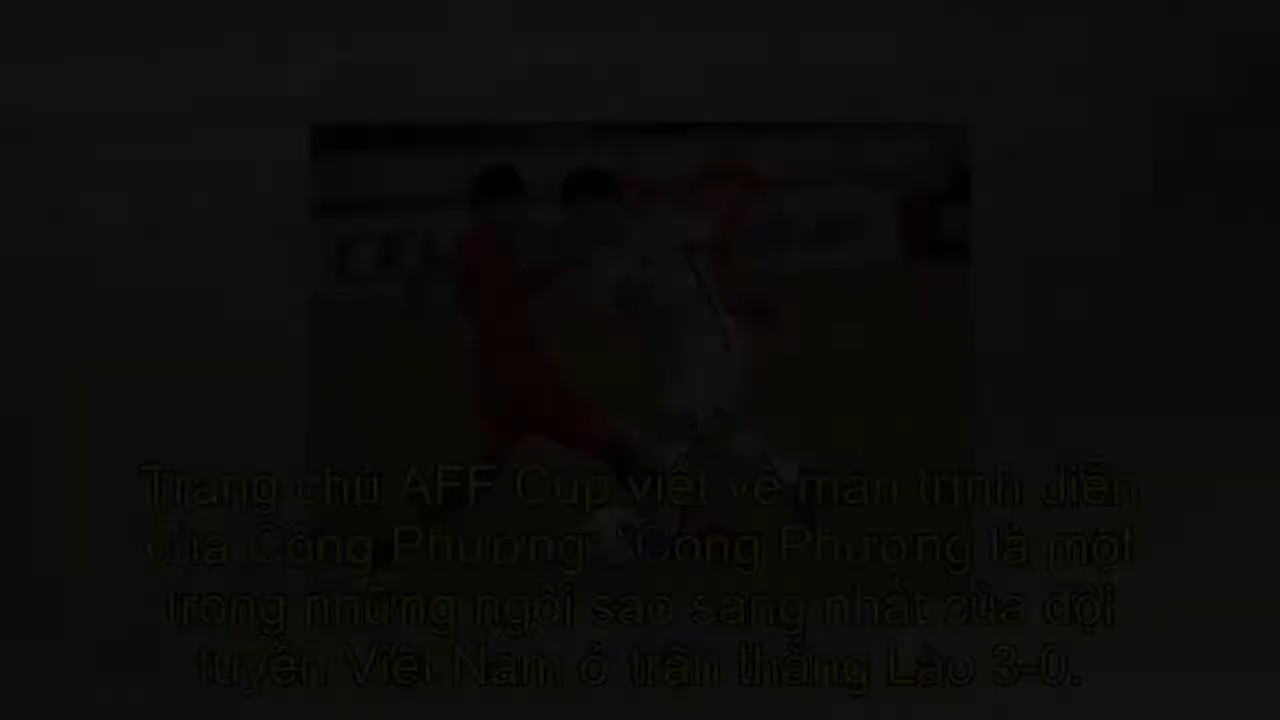 Trang chủ AFF Cup viết về màn trình diễn
của Công Phượng: "Công Phượng là một
trong những ngôi sao sáng nhất của đội
tuyển Việt Nam ở trận thắng Lào 3-0.